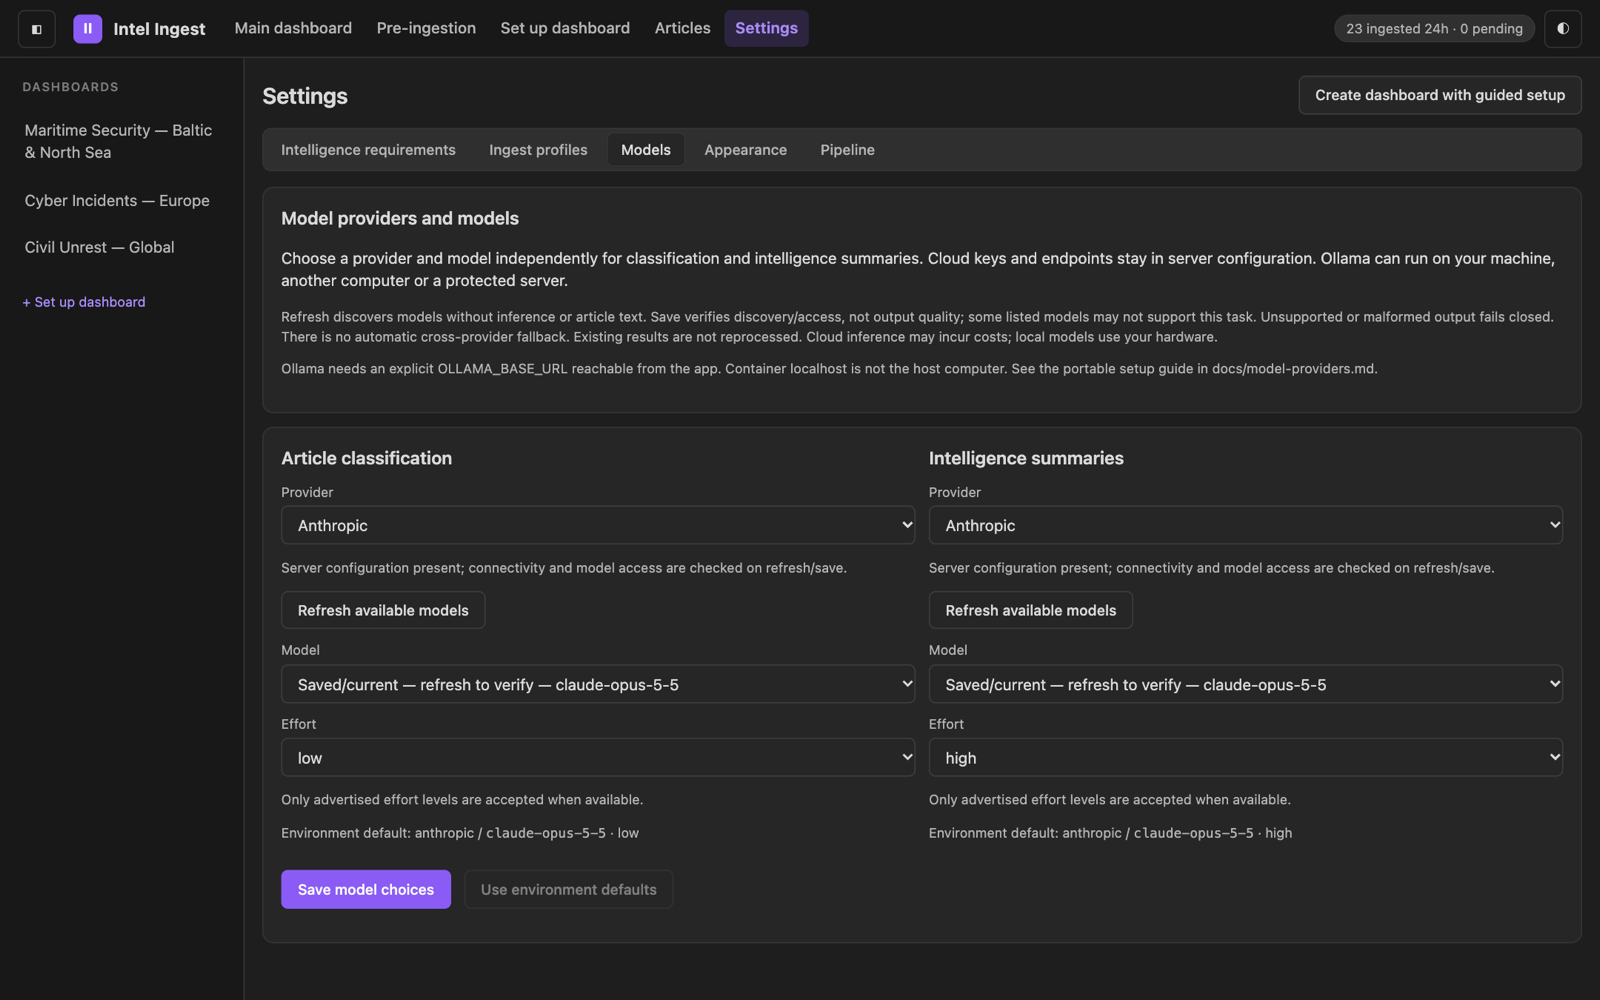 Intel Ingest
Main dashboard
Pre-ingestion
Set up dashboard
Articles
Settings
23 ingested 24h · 0 pending
DASHBOARDS
Maritime Security — Baltic
& North Sea
Cyber Incidents — Europe
Civil Unrest — Global
+ Set up dashboard
Settings
Create dashboard with guided setup
Intelligence requirements
Ingest profiles
Models
Appearance
Pipeline
Model providers and models
Choose a provider and model independently for classification and intelligence summaries. Cloud keys and endpoints stay in server configuration. Ollama can run on your machine,
another computer or a protected server.
Refresh discovers models without inference or article text. Save verifies discovery/access, not output quality; some listed models may not support this task. Unsupported or malformed output fails closed.
There is no automatic cross-provider fallback. Existing results are not reprocessed. Cloud inference may incur costs; local models use your hardware.
Ollama needs an explicit OLLAMA_BASE_URL reachable from the app. Container localhost is not the host computer. See the portable setup guide in docs/model-providers.md.
Article classification
Provider
Anthropic
Server configuration present; connectivity and model access are checked on refresh/save.
Refresh available models
Model
Saved/current — refresh to verify — claude-opus-5-5
Effort
low
Only advertised effort levels are accepted when available.
Environment default: anthropic / claude-opus-5-5 · low
Intelligence summaries
Provider
Anthropic
Server configuration present; connectivity and model access are checked on refresh/save.
Refresh available models
Model
Saved/current — refresh to verify — claude-opus-5-5
Effort
high
Only advertised effort levels are accepted when available.
Environment default: anthropic / claude-opus-5-5 · high
Save model choices
Use environment defaults